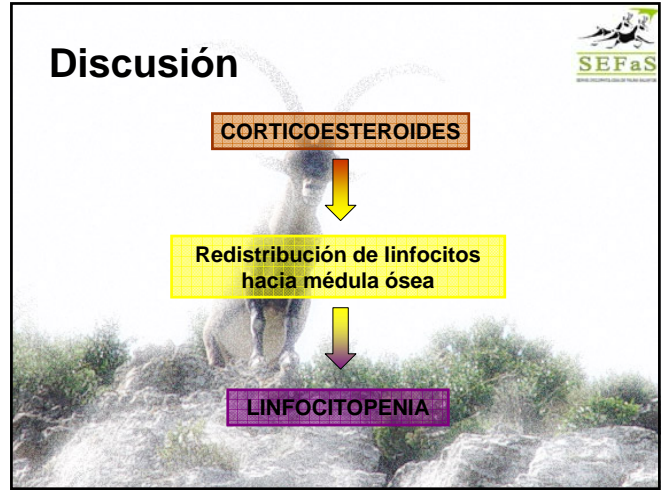 Discusión
SEFaS
CORTICOESTEROIDES
Redistribución de linfocitos
hacia médula ósea
LINFOCITOPENIA